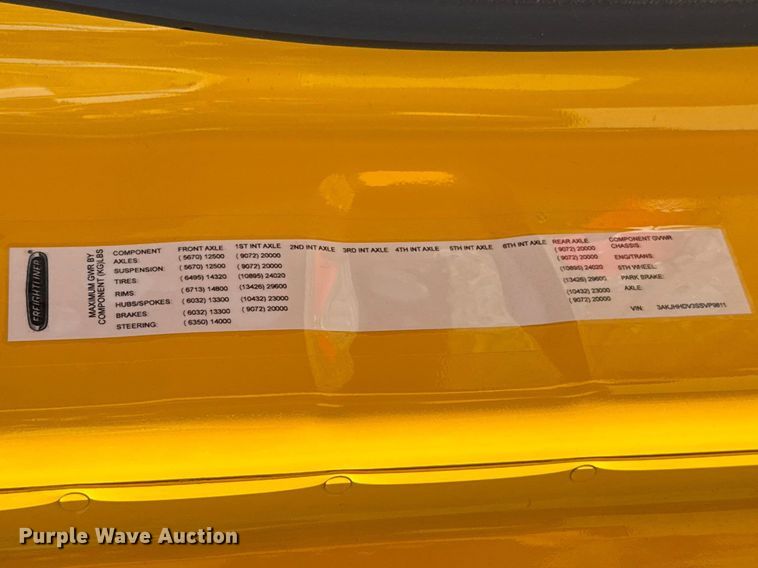 FREIGHTLINER
MAXIMUM GWR BY
COMPONENT (KG)LBS
COMPONENT FRONT AXLE 1ST INT AXLE 2ND INT AXLE 3RD INT AXLE 4TH INT AXLE 5TH INT AXLE 6TH INT AXLE REAR AXLE COMPONENT GVWR
AXLES: ( 5670) 12500 ( 9072) 20000 ( 9072) 20000 CHASSIS:
SUSPENSION: ( 5670) 12500 ( 9072) 20000 ( 9072) 20000 ENG/TRANS:
TIRES: ( 6495) 14320 (10895) 24020 (10895) 24020 5TH WHEEL:
RIMS: ( 6713) 14800 (13426) 29600 (13426) 29600 PARK BRAKE:
HUBS/SPOKES: ( 6032) 13300 (10432) 23000 (10432) 23000 AXLE:
BRAKES: ( 6032) 13300 ( 9072) 20000 ( 9072) 20000
STEERING: ( 6350) 14000 VIN: 3AKJHHDV3SSVP9811
Purple Wave Auction